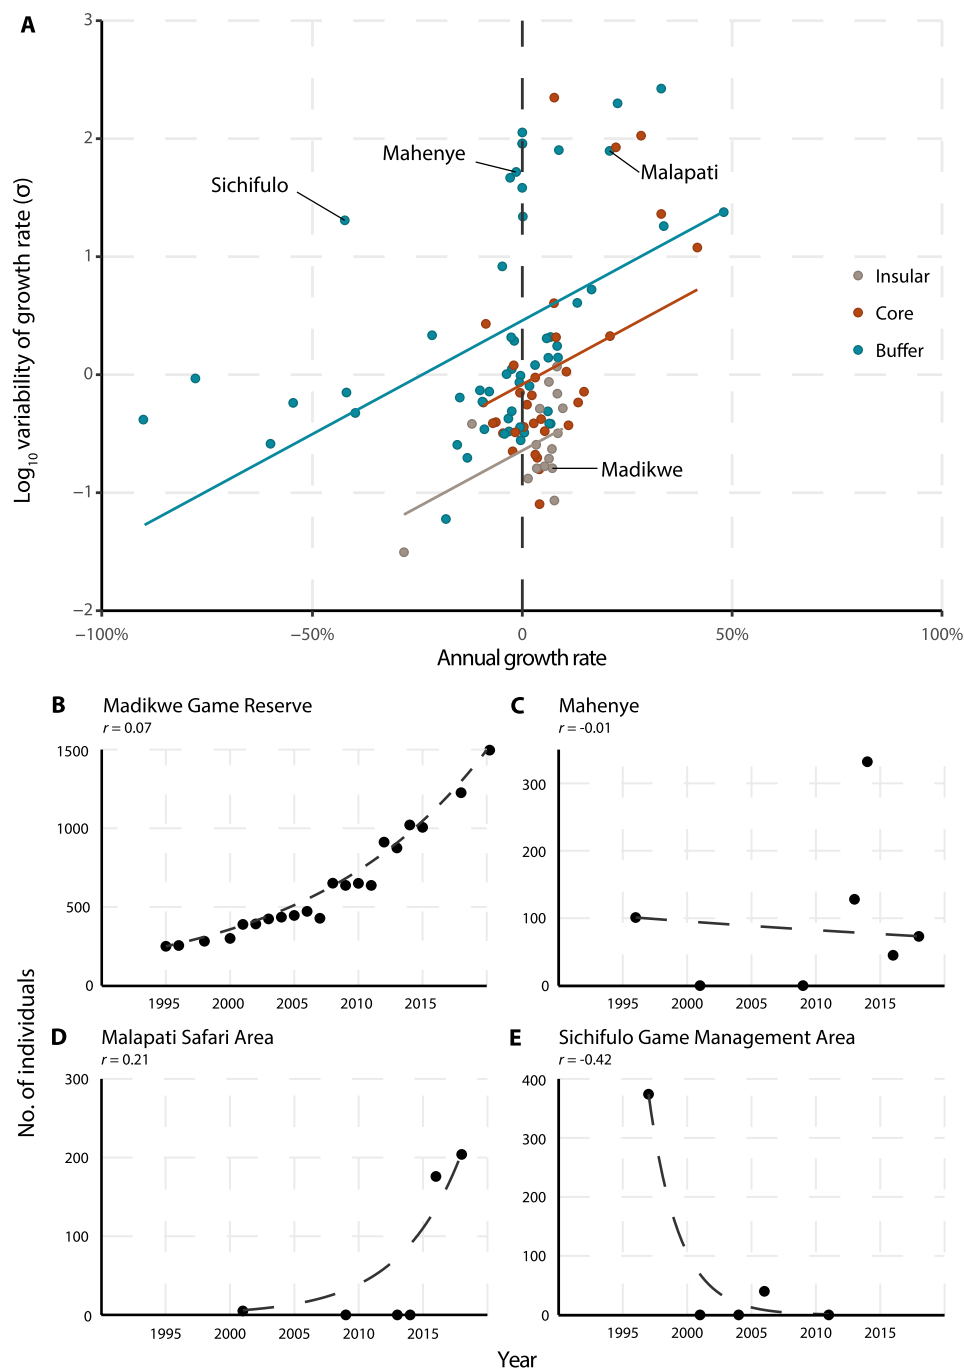 A
3
2
1
0
−1
−2
Log10 variability of growth rate (σ)
Mahenye
Sichifulo
Malapati
Madikwe
Insular
Core
Buffer
−100% −50% 0 50% 100%
Annual growth rate
B Madikwe Game Reserve
r = 0.07
1500
1000
500
0
1995 2000 2005 2010 2015
C Mahenye
r = -0.01
300
200
100
0
1995 2000 2005 2010 2015
No. of individuals
D Malapati Safari Area
r = 0.21
300
200
100
0
1995 2000 2005 2010 2015
E Sichifulo Game Management Area
r = -0.42
400
300
200
100
0
1995 2000 2005 2010 2015
Year